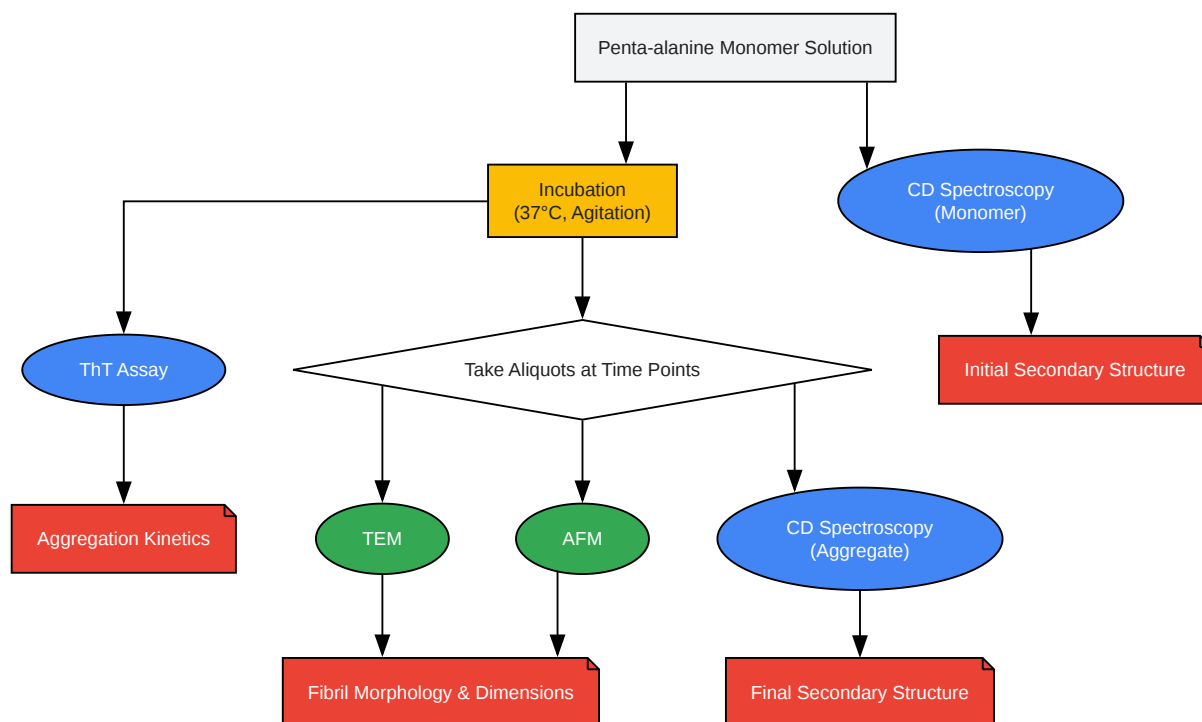 Penta-alanine Monomer Solution
Incubation
(37°C, Agitation)
CD Spectroscopy
(Monomer)
ThT Assay
Take Aliquots at Time Points
Initial Secondary Structure
Aggregation Kinetics
TEM
AFM
CD Spectroscopy
(Aggregate)
Fibril Morphology & Dimensions
Final Secondary Structure